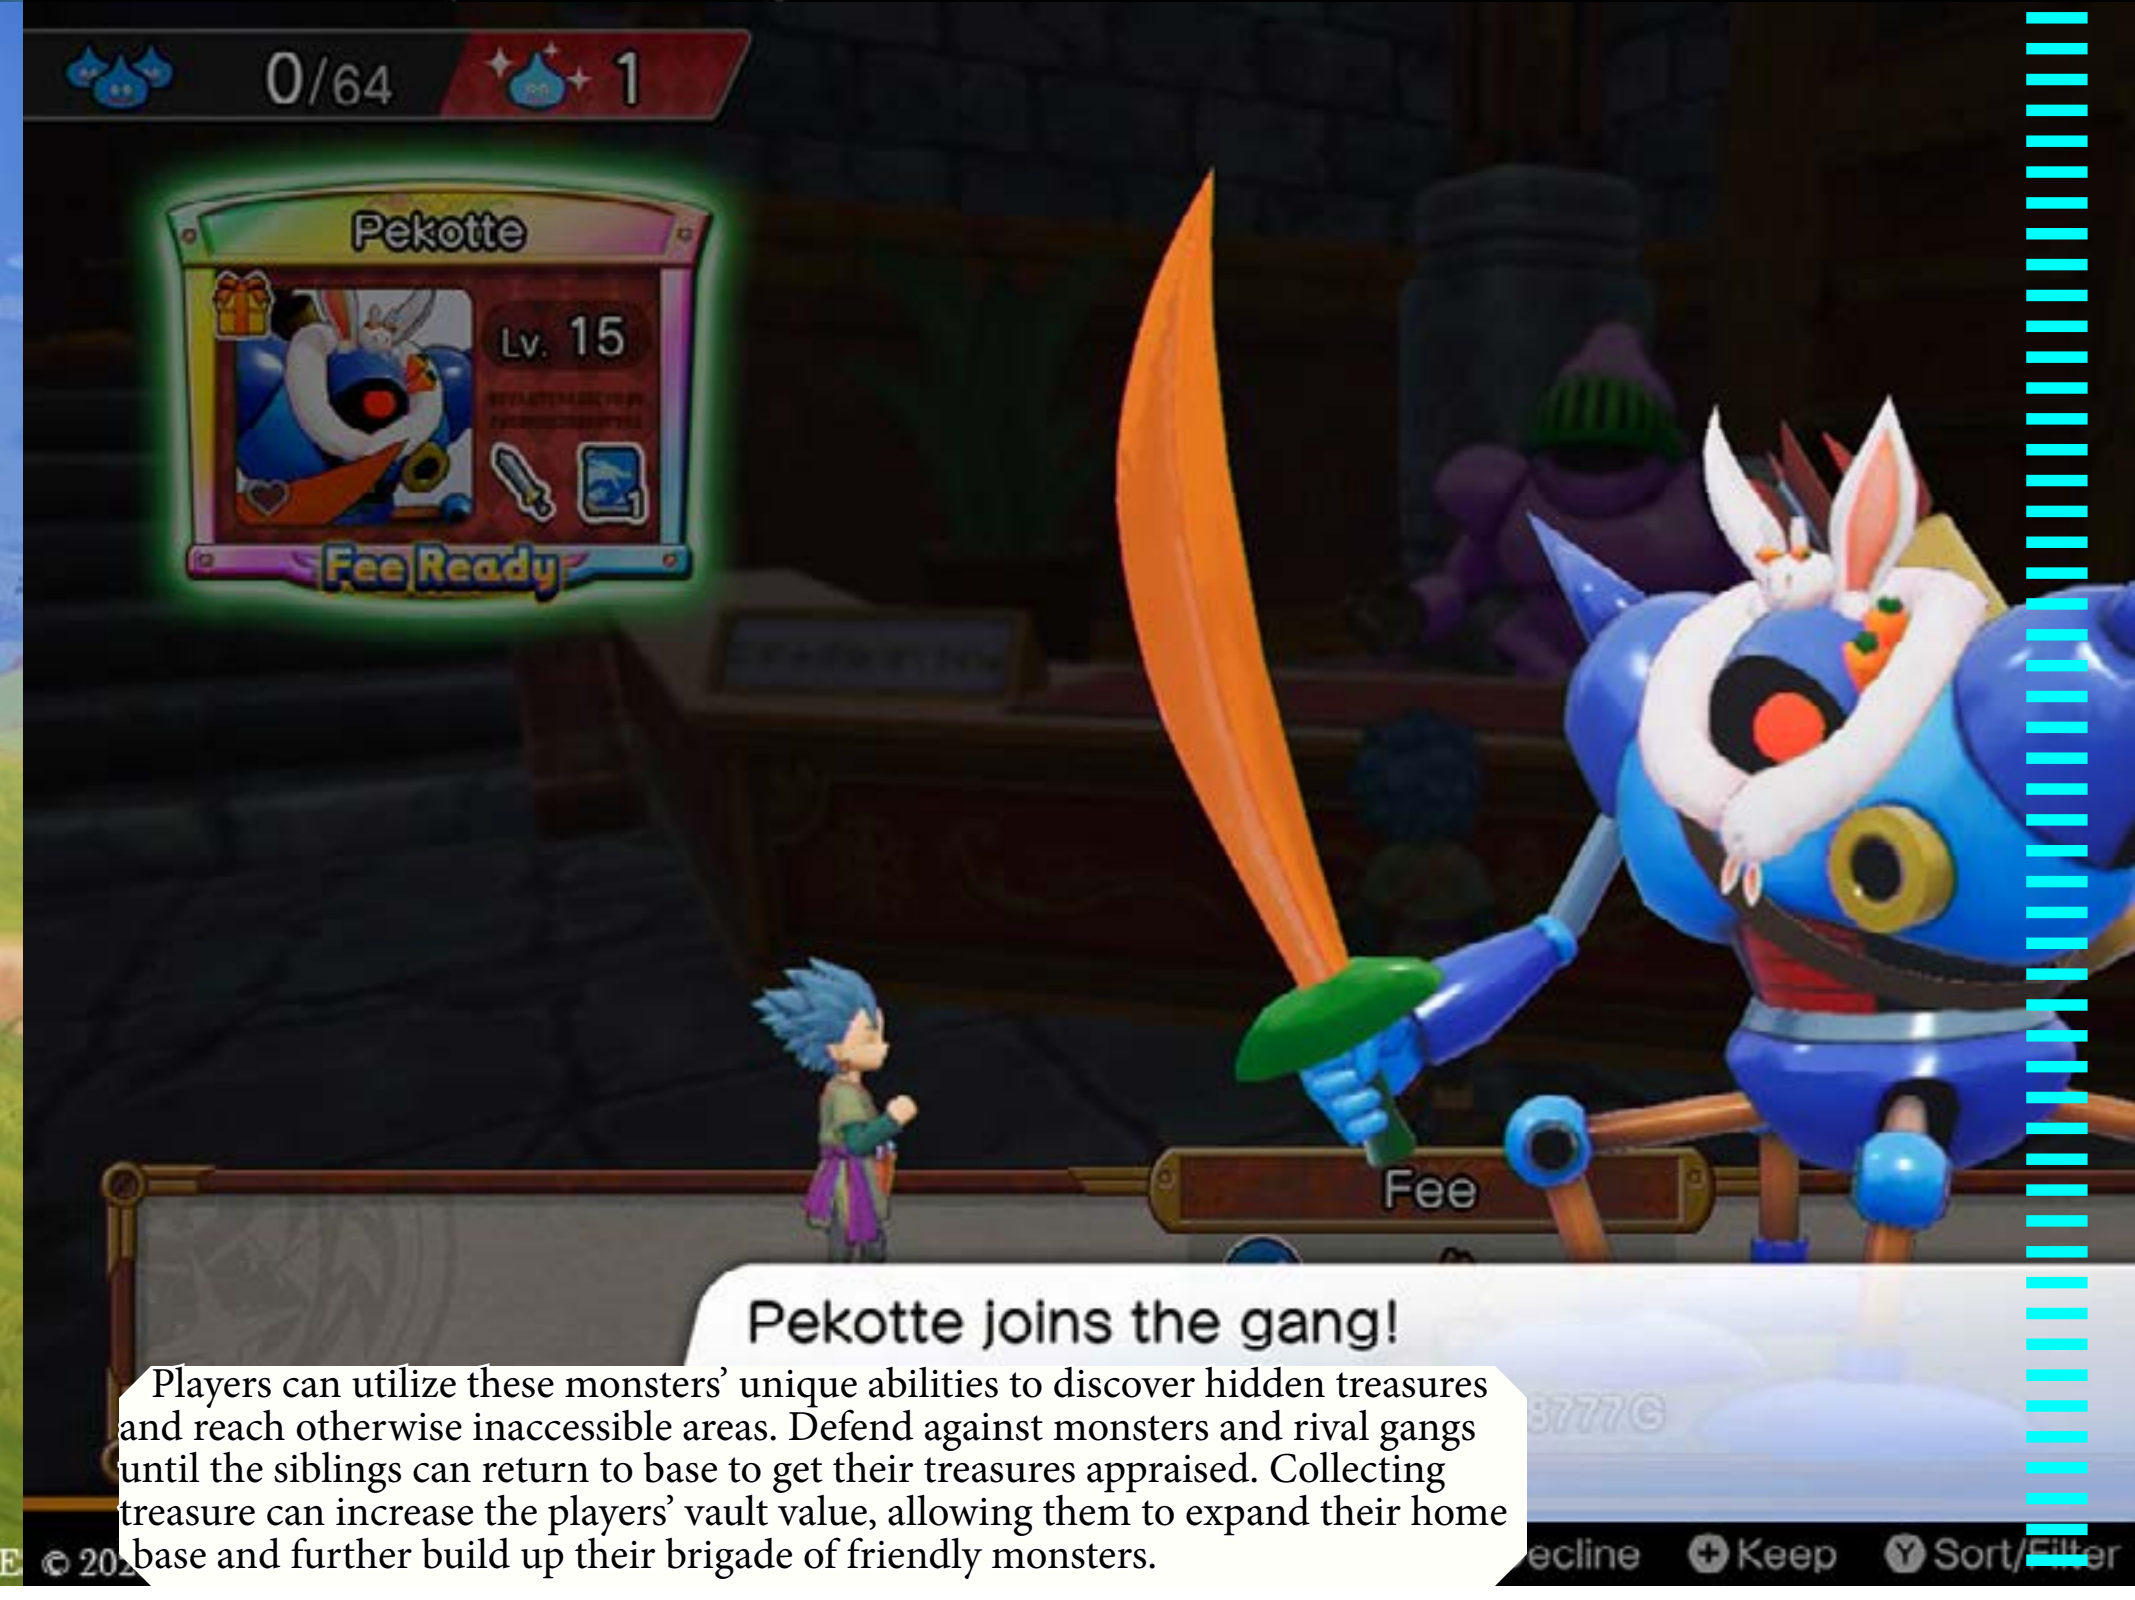 0/64
1
Pekotte
Lv. 15
1
Fee Ready
Fee
Pekotte joins the gang!
8777G
Players can utilize these monsters’ unique abilities to discover hidden treasures
and reach otherwise inaccessible areas. Defend against monsters and rival gangs
until the siblings can return to base to get their treasures appraised. Collecting
treasure can increase the players’ vault value, allowing them to expand their home
base and further build up their brigade of friendly monsters.
E © 202
ecline + Keep Y Sort/Filter